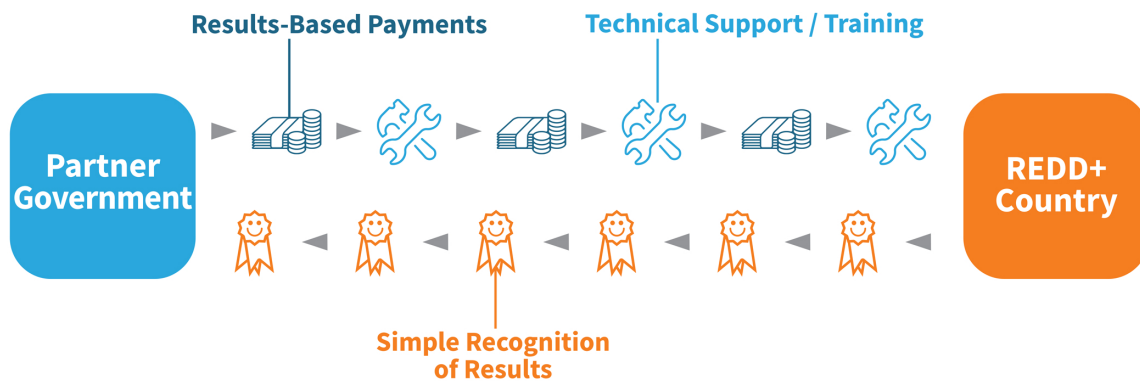 Results-Based Payments
Technical Support / Training
Partner
Government
REDD+
Country
Simple Recognition
of Results